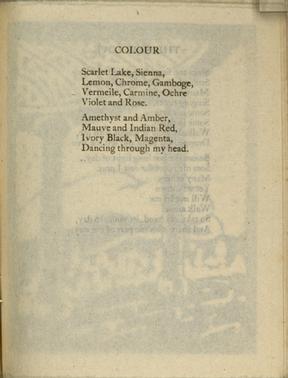 COLOUR
Scarlet Lake, Sienna,
Lemon, Chrome, Gamboge,
Vermeile, Carmine, Ochre
Violet and Rose.
Amethyst and Amber,
Mauve and Indian Red,
Ivory Black, Magenta,
Dancing through my head.